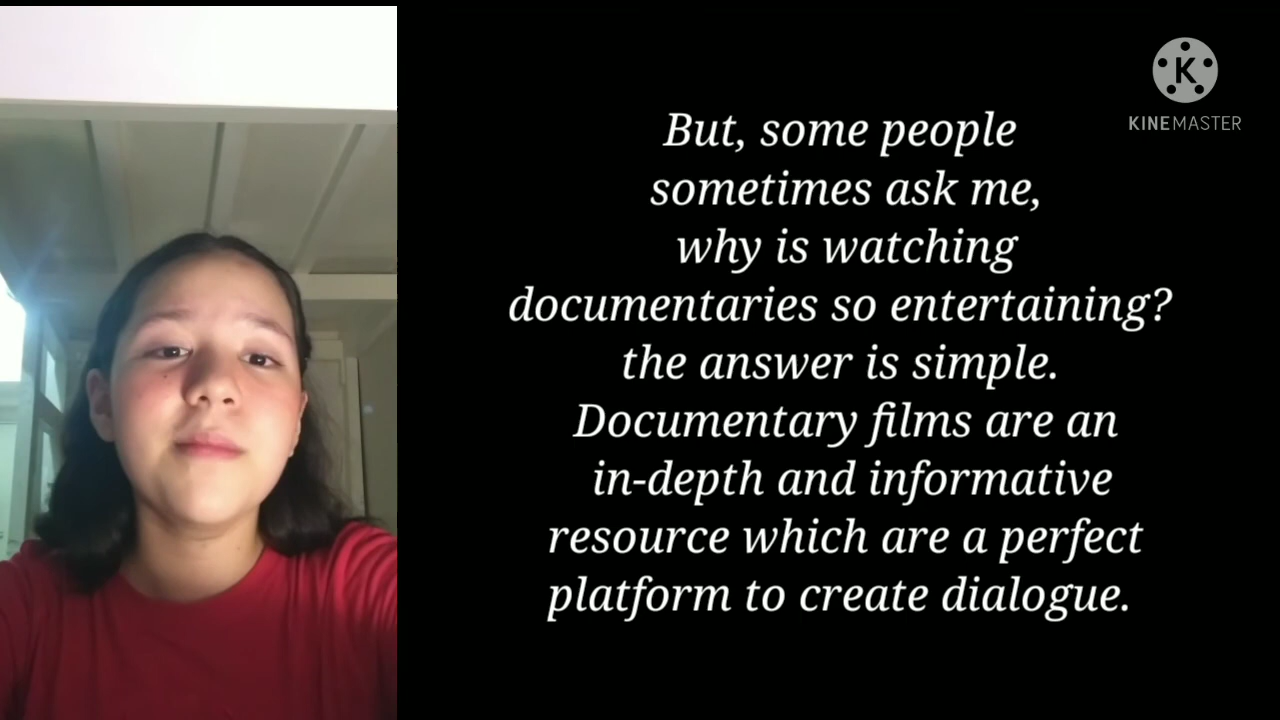 But, some people
sometimes ask me,
why is watching
documentaries so entertaining?
the answer is simple.
Documentary films are an
in-depth and informative
resource which are a perfect
platform to create dialogue.
K
KINEMASTER